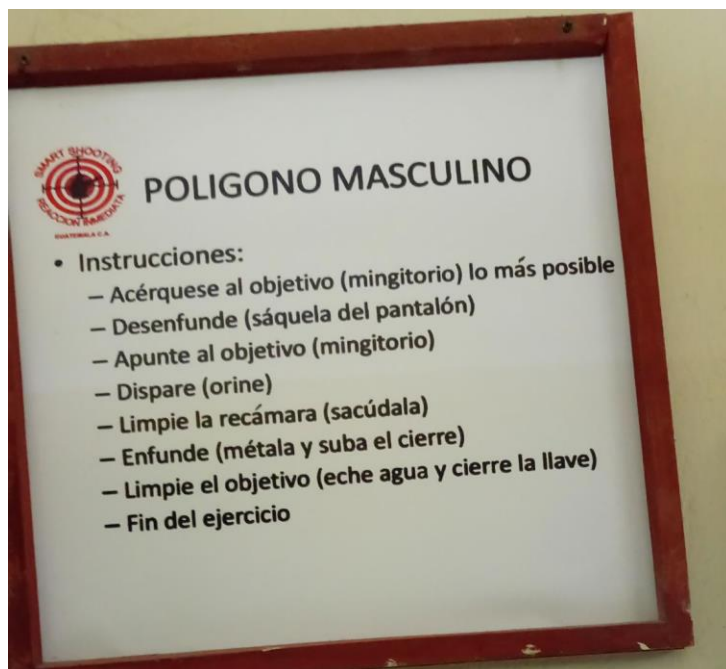 SMART SHOOTING
REACCION INMEDIATA
GUATEMALA C.A.
POLIGONO MASCULINO
• Instrucciones:
– Acérquese al objetivo (mingitorio) lo más posible
– Desenfunde (sáquela del pantalón)
– Apunte al objetivo (mingitorio)
– Dispare (orine)
– Limpie la recámara (sacúdala)
– Enfunde (métala y suba el cierre)
– Limpie el objetivo (eche agua y cierre la llave)
– Fin del ejercicio